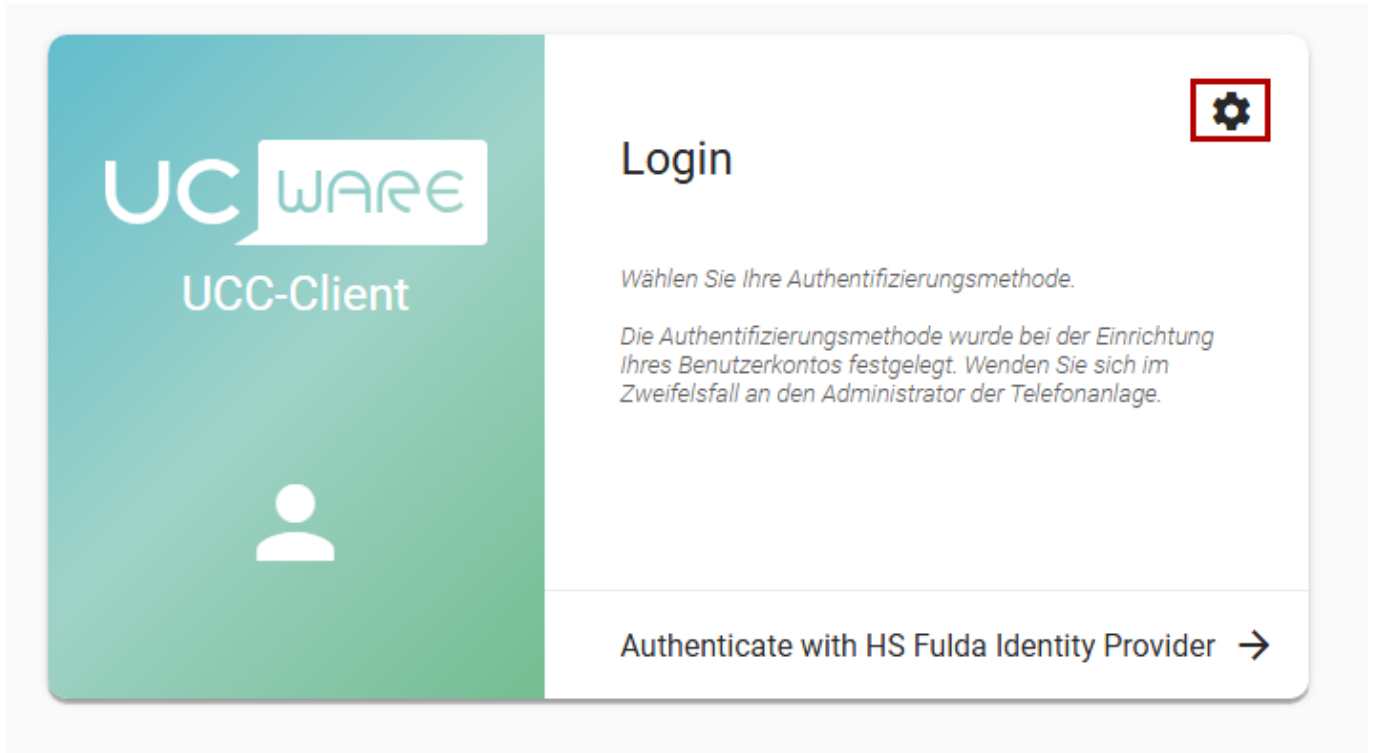 UC WARE
UCC-Client
Login
Wählen Sie Ihre Authentifizierungsmethode.
Die Authentifizierungsmethode wurde bei der Einrichtung
Ihres Benutzerkontos festgelegt. Wenden Sie sich im
Zweifelsfall an den Administrator der Telefonanlage.
Authenticate with HS Fulda Identity Provider